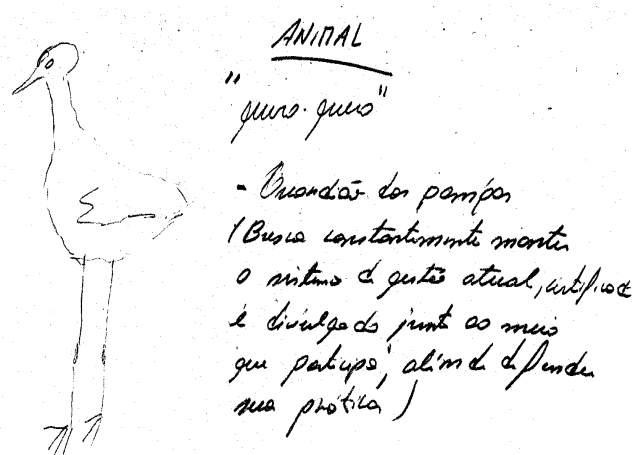 ANIMAL
"quero-quero"
- Guardião dos pampas
(Busca constantemente manter
o sistema de gestão atual, certificado
e divulgado junto ao meio
que participa, além de defender
sua prática)